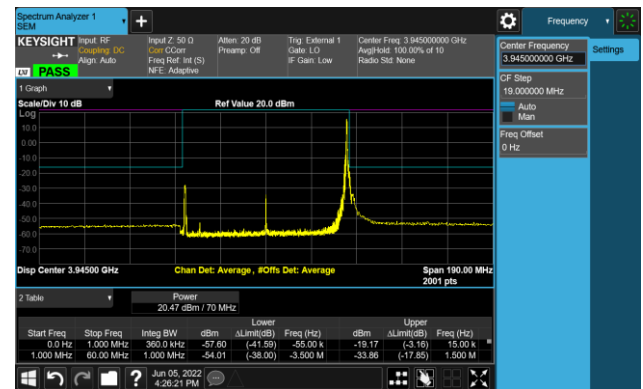 Spectrum Analyzer 1
SEM
+
Frequency
KEYSIGHT
Input: RF
Coupling: DC
Align: Auto
Input Z: 50 Ω
Corr CCorr
Freq Ref: Int (S)
NFE: Adaptive
Atten: 20 dB
Preamp: Off
Trig: External 1
Gate: LO
IF Gain: Low
Center Freq: 3.945000000 GHz
Avg|Hold: 100.00% of 10
Radio Std: None
LXI
PASS
Center Frequency
3.945000000 GHz
Settings
CF Step
19.000000 MHz
Auto
Man
Freq Offset
0 Hz
1 Graph
Scale/Div 10 dB
Ref Value 20.0 dBm
Log
10.0
0.00
-10.0
-20.0
-30.0
-40.0
-50.0
-60.0
-70.0
Disp Center 3.94500 GHz
Chan Det: Average , #Offs Det: Average
Span 190.00 MHz
2001 pts
2 Table
Power
20.47 dBm / 70 MHz
Lower Upper
Start Freq Stop Freq Integ BW dBm ΔLimit(dB) Freq (Hz) dBm ΔLimit(dB) Freq (Hz)
0.0 Hz 1.000 MHz 360.0 kHz -57.60 (-41.59) -55.00 k -19.17 (-3.16) 15.00 k
1.000 MHz 60.00 MHz 1.000 MHz -54.01 (-38.00) -3.500 M -33.86 (-17.85) 1.500 M
?
Jun 05, 2022
4:26:21 PM